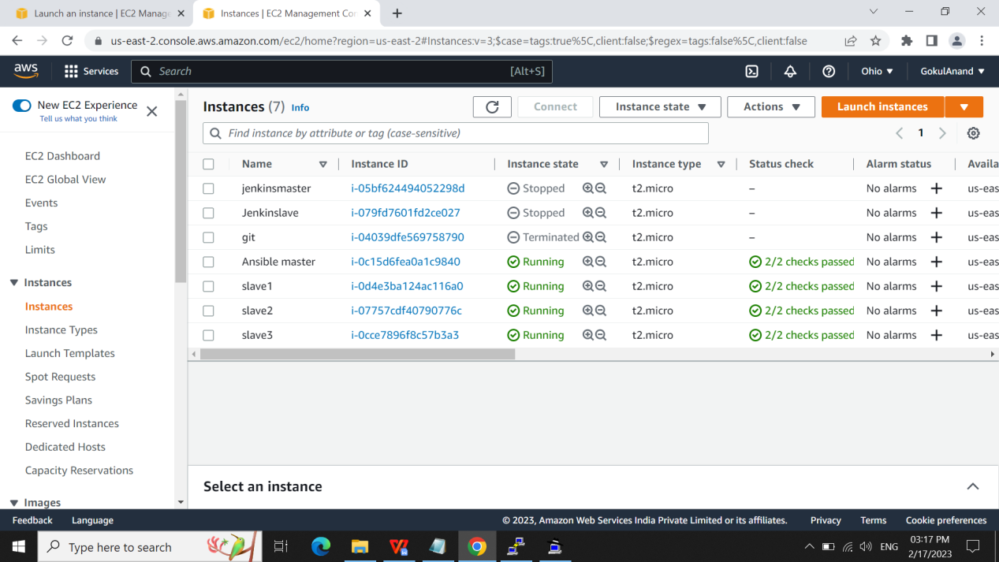 Launch an instance | EC2 Manage
Instances | EC2 Management Con
us-east-2.console.aws.amazon.com/ec2/home?region=us-east-2#Instances:v=3;$case=tags:true%5C,client:false;$regex=tags:false%5C,client:false
aws Services Search [Alt+S] Ohio GokulAnand
New EC2 Experience
Tell us what you think
EC2 Dashboard
EC2 Global View
Events
Tags
Limits
Instances
Instances
Instance Types
Launch Templates
Spot Requests
Savings Plans
Reserved Instances
Dedicated Hosts
Capacity Reservations
Images
Instances (7) Info Connect Instance state Actions Launch instances
Find instance by attribute or tag (case-sensitive) 1
Name Instance ID Instance state Instance type Status check Alarm status Availa
jenkinsmaster i-05bf624494052298d Stopped t2.micro – No alarms + us-eas
Jenkinslave i-079fd7601fd2ce027 Stopped t2.micro – No alarms + us-eas
git i-04039dfe569758790 Terminated t2.micro – No alarms + us-eas
Ansible master i-0c15d6fea0a1c9840 Running t2.micro 2/2 checks passed No alarms + us-eas
slave1 i-0d4e3ba124ac116a0 Running t2.micro 2/2 checks passed No alarms + us-eas
slave2 i-07757cdf40790776c Running t2.micro 2/2 checks passed No alarms + us-eas
slave3 i-0cce7896f8c57b3a3 Running t2.micro 2/2 checks passed No alarms + us-eas
Select an instance
Feedback Language © 2023, Amazon Web Services India Private Limited or its affiliates. Privacy Terms Cookie preferences
Type here to search ENG 03:17 PM
2/17/2023